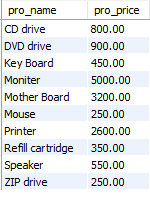 pro_name pro_price
CD drive 800.00
DVD drive 900.00
Key Board 450.00
Moniter 5000.00
Mother Board 3200.00
Mouse 250.00
Printer 2600.00
Refill cartridge 350.00
Speaker 550.00
ZIP drive 250.00